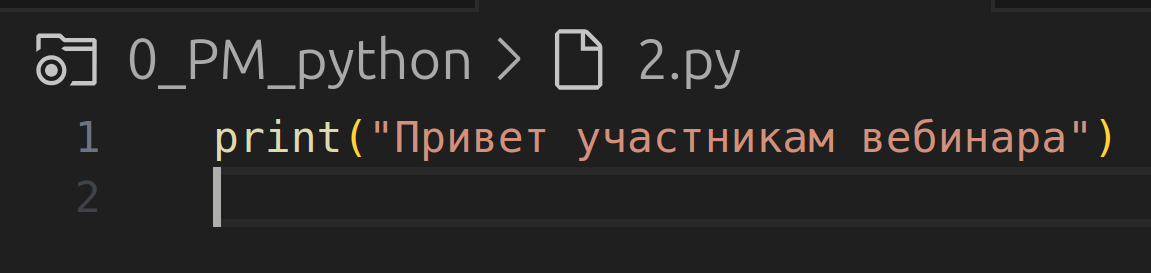 0_PM_python > 2.py
1 print("Привет участникам вебинара")
2